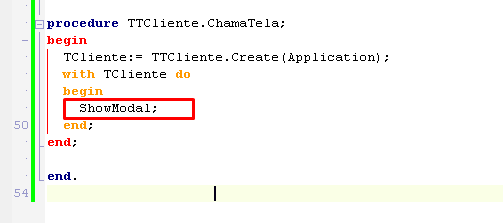 procedure TTCliente.ChamaTela;
begin
TCliente:= TTCliente.Create(Application);
with TCliente do
begin
ShowModal;
50 end;
end;
end.
54